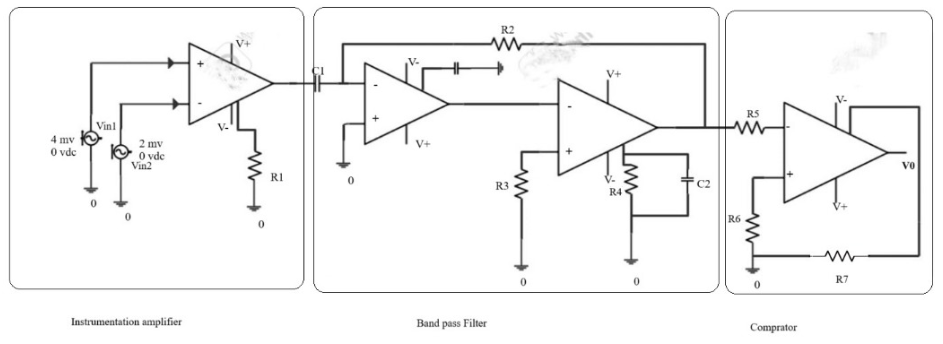 R2
V+
C1
V-
V+
R5
V-
Vin1
4 mv
0 vdc
2 mv
0 vdc
Vin2
V-
V+
V0
R1
0
R3
V-
R4
C2
R6
V+
0
0
0
0
0
0
R7
Instrumentation amplifier
Band pass Filter
Comprator